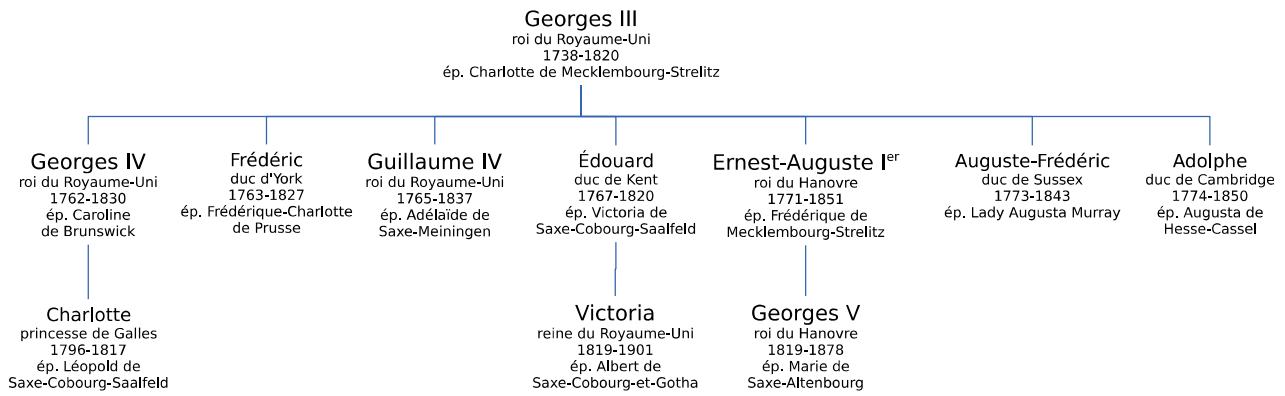 Georges III
roi du Royaume-Uni
1738-1820
ép. Charlotte de Mecklembourg-Strelitz
Georges IV
roi du Royaume-Uni
1762-1830
ép. Caroline
de Brunswick
Frédéric
duc d'York
1763-1827
ép. Frédérique-Charlotte
de Prusse
Guillaume IV
roi du Royaume-Uni
1765-1837
ép. Adélaïde de
Saxe-Meiningen
Édouard
duc de Kent
1767-1820
ép. Victoria de
Saxe-Cobourg-Saalfeld
Ernest-Auguste Iᵉʳ
roi du Hanovre
1771-1851
ép. Frédérique de
Mecklembourg-Strelitz
Auguste-Frédéric
duc de Sussex
1773-1843
ép. Lady Augusta Murray
Adolphe
duc de Cambridge
1774-1850
ép. Augusta de
Hesse-Cassel
Charlotte
princesse de Galles
1796-1817
ép. Léopold de
Saxe-Cobourg-Saalfeld
Victoria
reine du Royaume-Uni
1819-1901
ép. Albert de
Saxe-Cobourg-et-Gotha
Georges V
roi du Hanovre
1819-1878
ép. Marie de
Saxe-Altenbourg